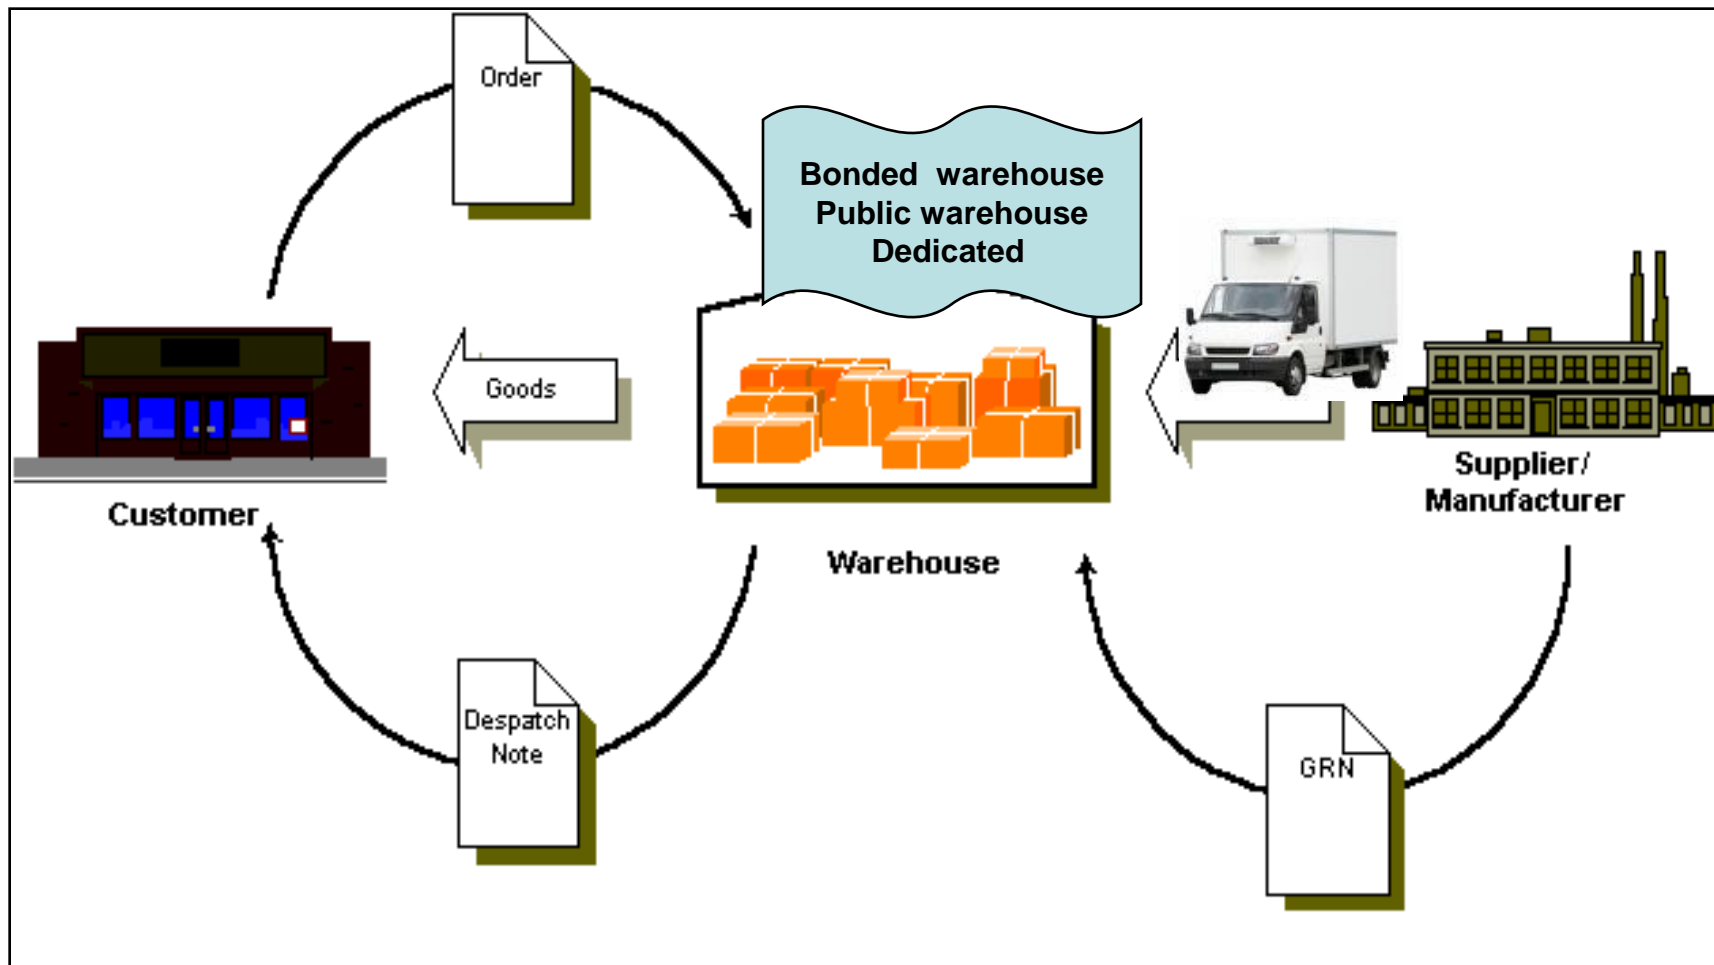 Order
Bonded warehouse
Public warehouse
Dedicated
Goods
Customer
Warehouse
Supplier/
Manufacturer
Despatch
Note
GRN